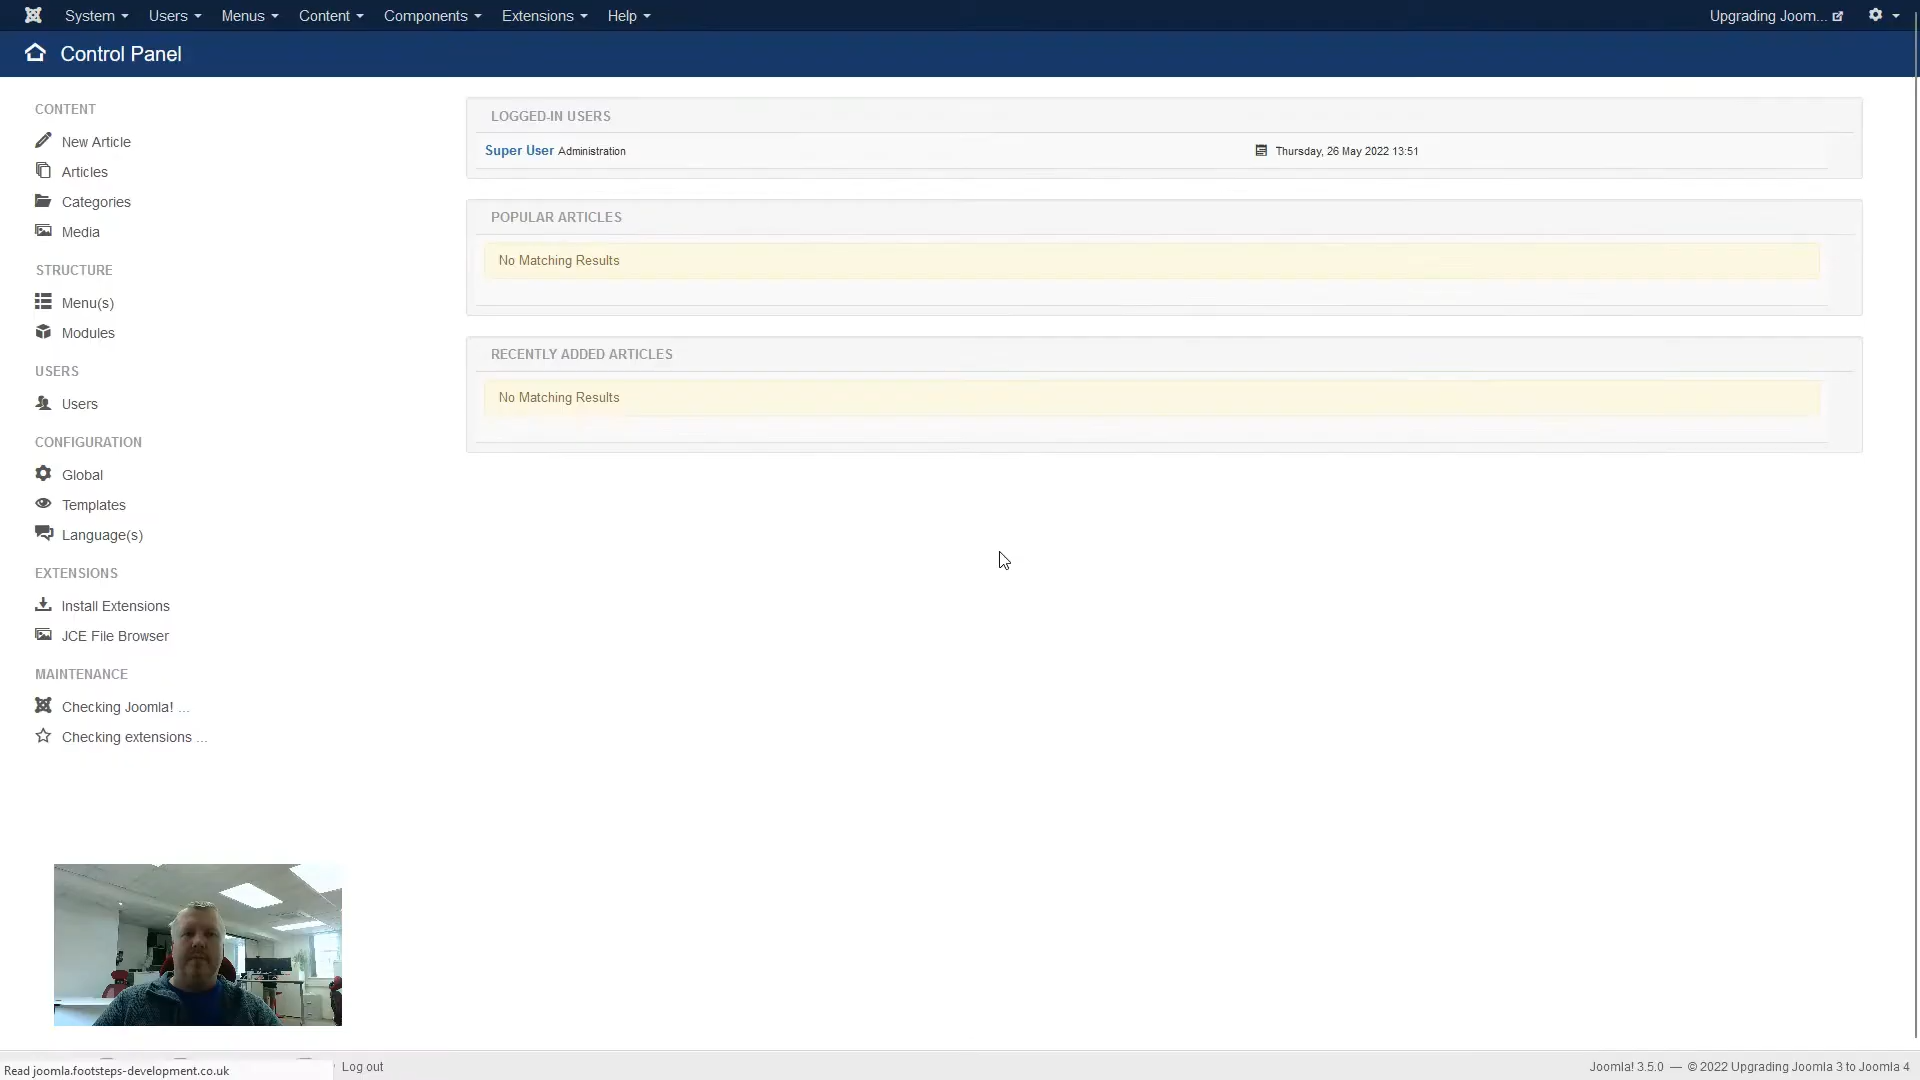 System Users Menus Content Components Extensions Help Upgrading Joom...
Control Panel
CONTENT
New Article
Articles
Categories
Media
STRUCTURE
Menu(s)
Modules
USERS
Users
CONFIGURATION
Global
Templates
Language(s)
EXTENSIONS
Install Extensions
JCE File Browser
MAINTENANCE
Checking Joomla! ...
Checking extensions ...
LOGGED-IN USERS
Super User Administration Thursday, 26 May 2022 13:51
POPULAR ARTICLES
No Matching Results
RECENTLY ADDED ARTICLES
No Matching Results
Log out Joomla! 3.5.0 — © 2022 Upgrading Joomla 3 to Joomla 4
Read joomla.footsteps-development.co.uk